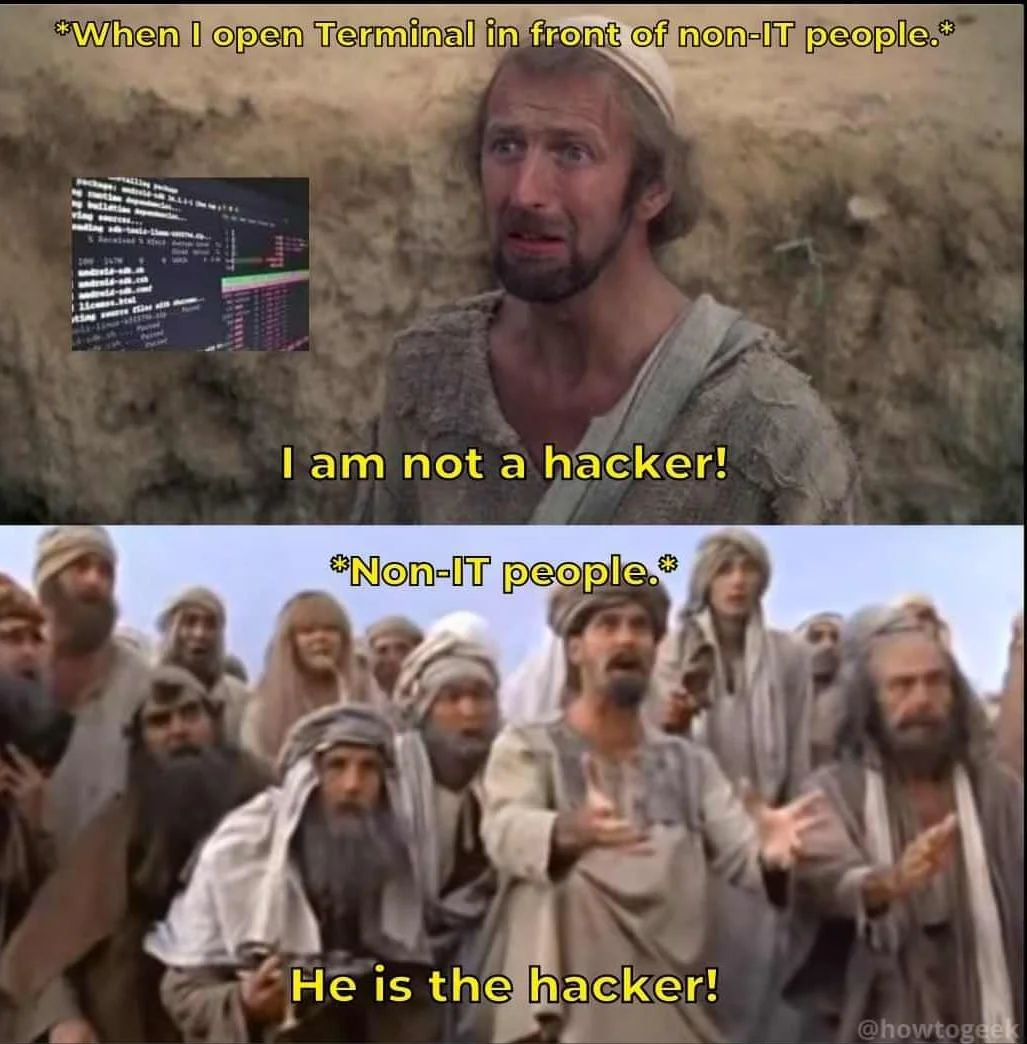 *When I open Terminal in front of non-IT people.*
I am not a hacker!
*Non-IT people.*
He is the hacker!
@howtogeek